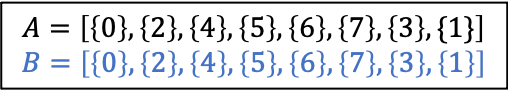 A = [{0}, {2}, {4}, {5}, {6}, {7}, {3}, {1}]
B = [{0}, {2}, {4}, {5}, {6}, {7}, {3}, {1}]